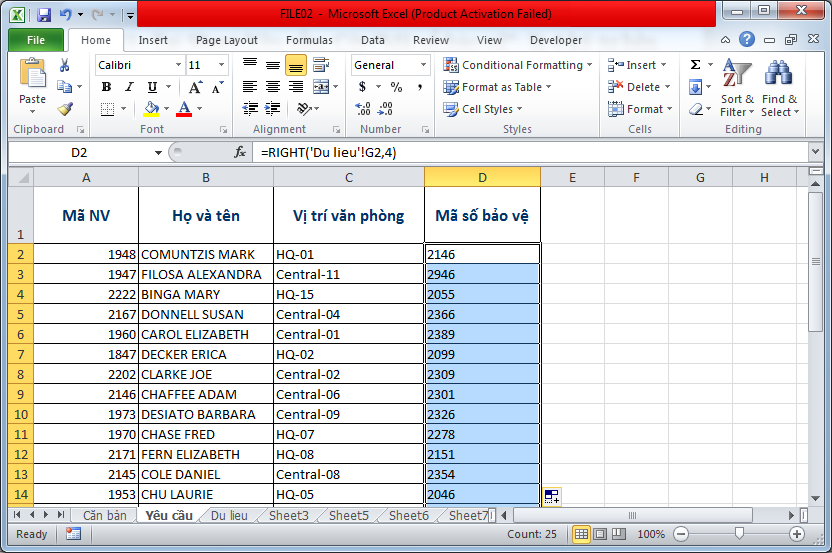 FILE02 - Microsoft Excel (Product Activation Failed)
File Home Insert Page Layout Formulas Data Review View Developer
Paste
Clipboard
Calibri 11
B I U A A
A
Font
Alignment
General
$ % ,
Number
Conditional Formatting
Format as Table
Cell Styles
Styles
Insert
Delete
Format
Cells
Σ
Sort & Filter
Find & Select
Editing
D2 fx =RIGHT('Du lieu'!G2,4)
A B C D E F G H
1 Mã NV Họ và tên Vị trí văn phòng Mã số bảo vệ
2 1948 COMUNTZIS MARK HQ-01 2146
3 1947 FILOSA ALEXANDRA Central-11 2946
4 2222 BINGA MARY HQ-15 2055
5 2167 DONNELL SUSAN Central-04 2366
6 1960 CAROL ELIZABETH Central-01 2389
7 1847 DECKER ERICA HQ-02 2099
8 2202 CLARKE JOE Central-02 2309
9 2146 CHAFFEE ADAM Central-06 2301
10 1973 DESIATO BARBARA Central-09 2326
11 1970 CHASE FRED HQ-07 2278
12 2171 FERN ELIZABETH HQ-08 2151
13 2145 COLE DANIEL Central-08 2354
14 1953 CHU LAURIE HQ-05 2046
Căn bản Yêu cầu Du lieu Sheet3 Sheet5 Sheet6 Sheet7
Ready Count: 25 100%